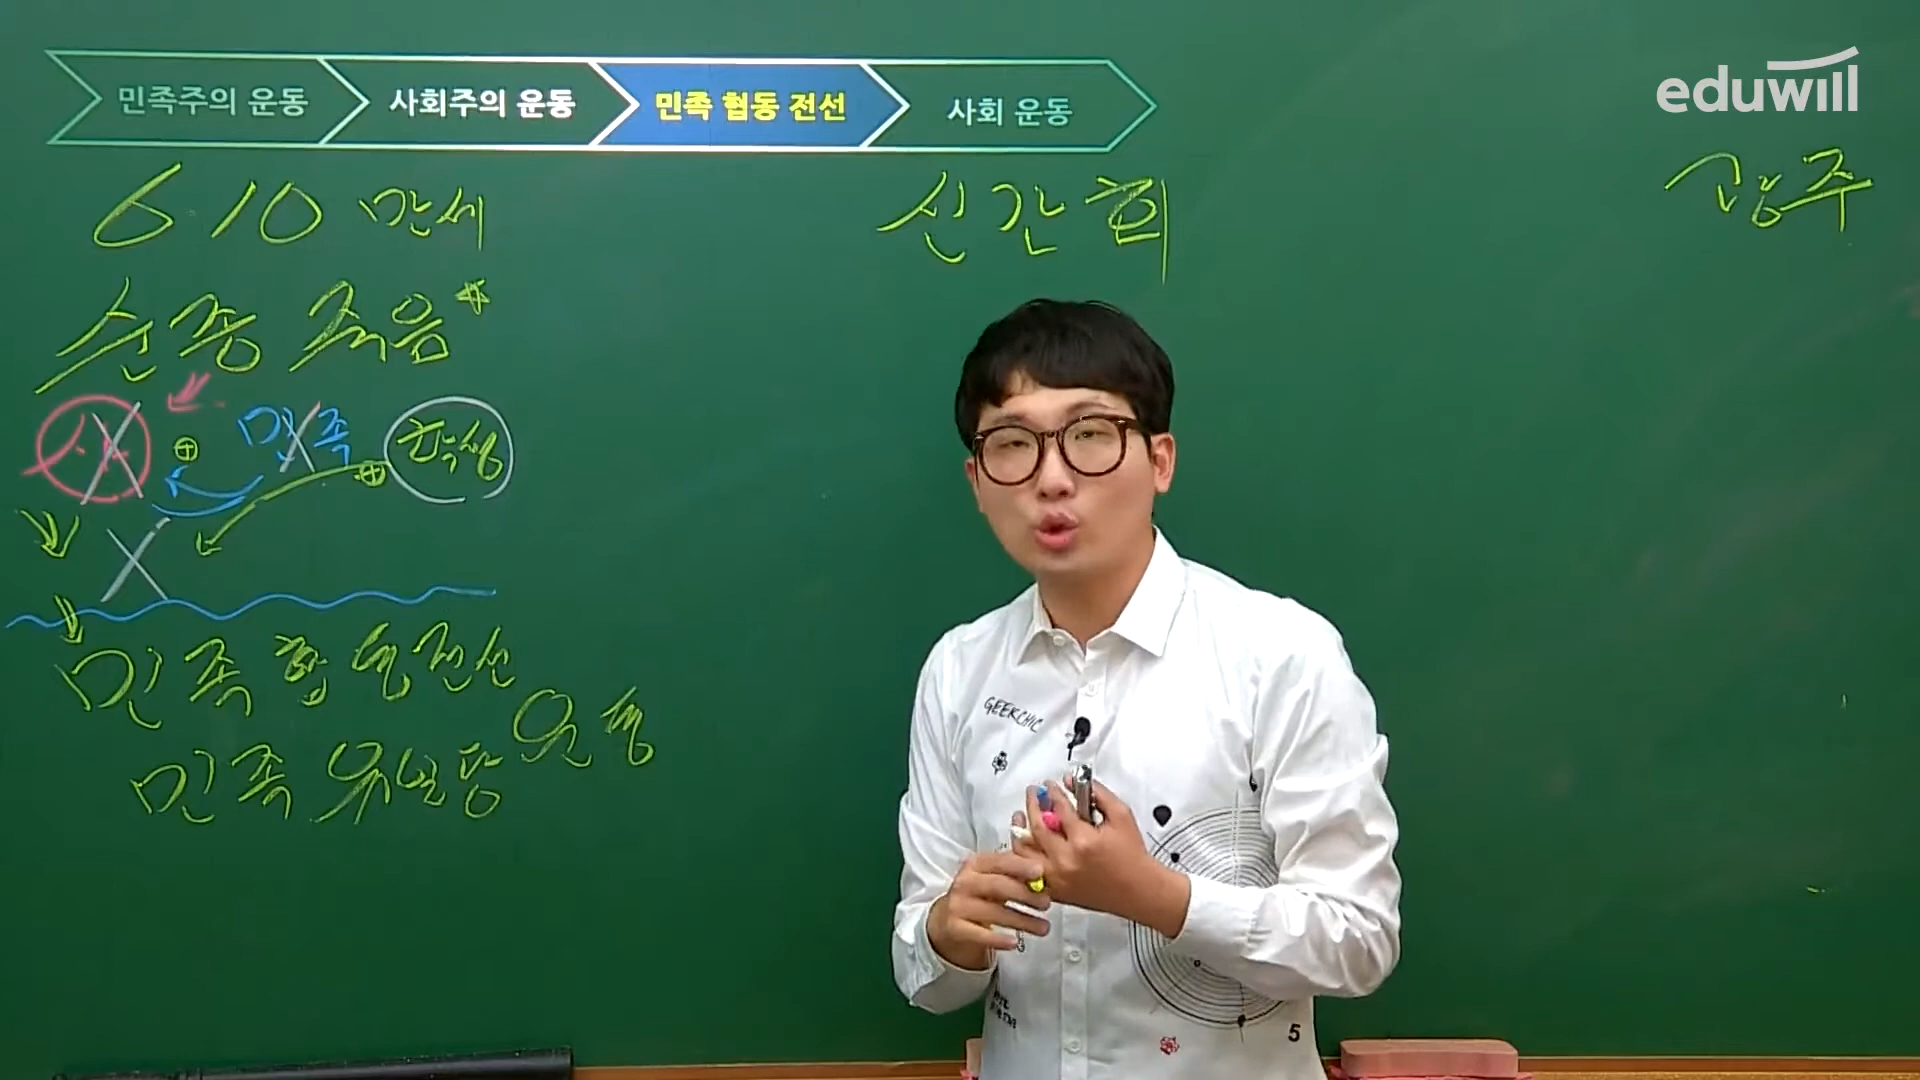 eduwill
민족주의 운동 사회주의 운동 민족 협동 전선 사회 운동
6.10 만세
신간회
광주
순종 죽음
사 민족 학생
민족 협동전선
운동
민족 유일당
GEEKCHIC
5